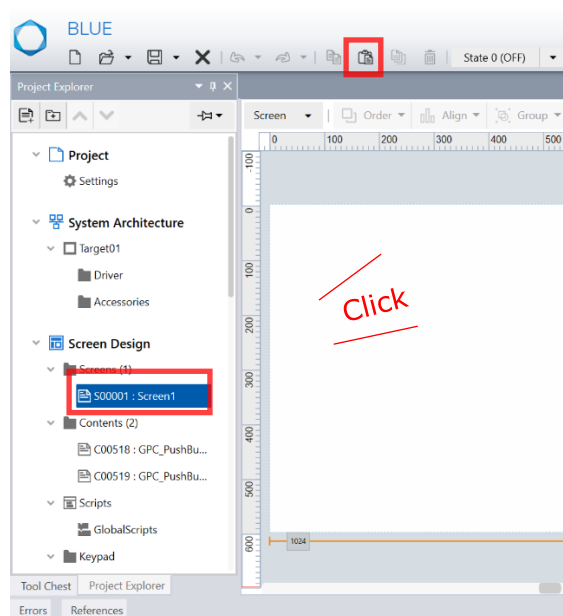 BLUE
State 0 (OFF)
Project Explorer
Screen
Order
Align
Group
0 100 200 300 400 500
-100
0
100
200
300
400
500
600
Project
Settings
System Architecture
Target01
Driver
Accessories
Screen Design
Screens (1)
S00001 : Screen1
Contents (2)
C00518 : GPC_PushBu...
C00519 : GPC_PushBu...
Scripts
GlobalScripts
Keypad
Click
1024
Tool Chest
Project Explorer
Errors
References